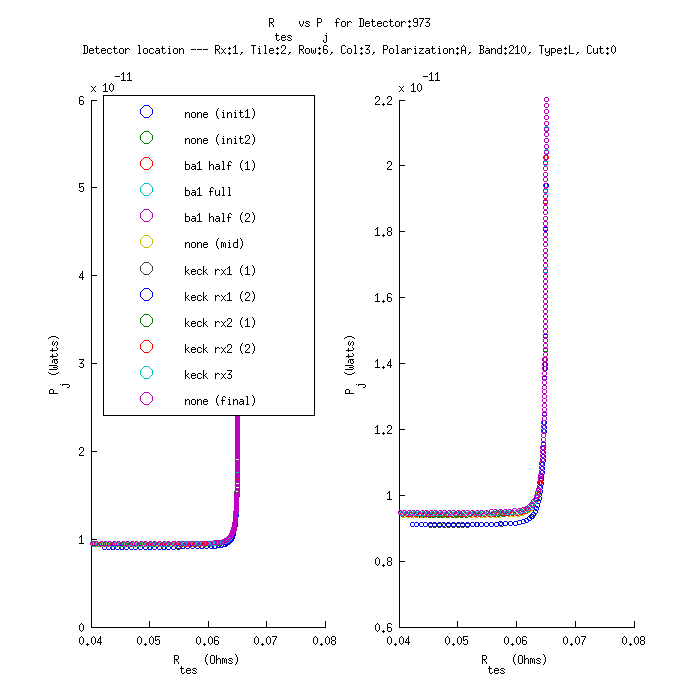 R tes vs P j for Detector:973
Detector location --- Rx:1, Tile:2, Row:6, Col:3, Polarization:A, Band:210, Type:L, Cut:0
x 10 -11
6
5
4
3
2
1
0
0.04 0.05 0.06 0.07 0.08
R tes (Ohms)
P j (Watts)
none (init1)
none (init2)
ba1 half (1)
ba1 full
ba1 half (2)
none (mid)
keck rx1 (1)
keck rx1 (2)
keck rx2 (1)
keck rx2 (2)
keck rx3
none (final)
x 10 -11
2.2
2
1.8
1.6
1.4
1.2
1
0.8
0.6
0.04 0.05 0.06 0.07 0.08
R tes (Ohms)
P j (Watts)